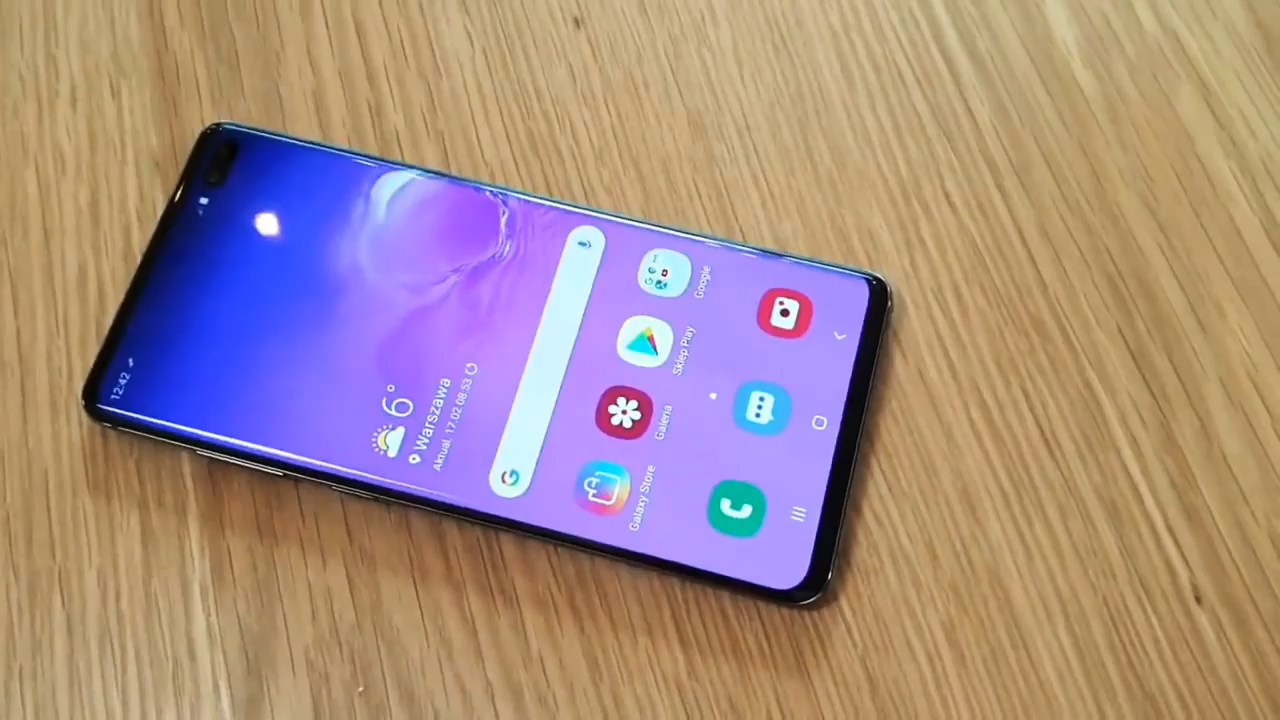 12:42
6°
Warszawa
Aktual. 17.02 08:53
Galaxy Store
Galeria
Sklep Play
Google